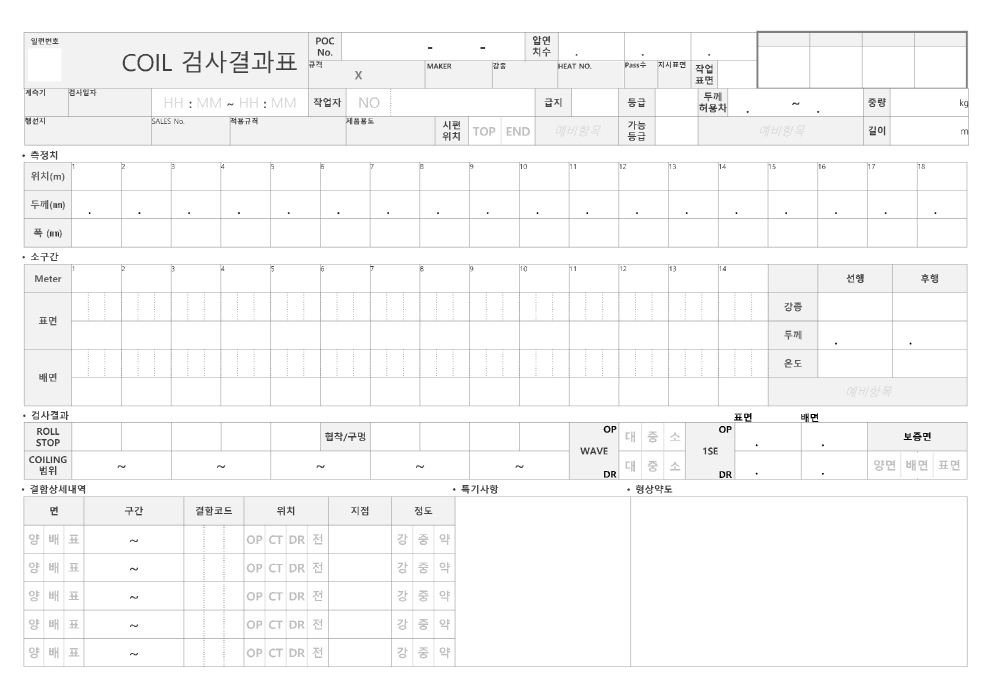 일련번호
COIL 검사결과표
POC No. - -
압연치수 . . .
규격 X MAKER 강종 HEAT NO. Pass수 지시표면 작업표면
계측기 검사일자 HH : MM ~ HH : MM 작업자 NO 급지 등급 두께허용차 . ~ . 중량 kg
행선지 SALES No. 적용규격 제품용도 시편위치 TOP END 예비항목 가능등급 예비항목 길이 m
• 측정치
위치(m) 1 2 3 4 5 6 7 8 9 10 11 12 13 14 15 16 17 18
두께(㎜) . . . . . . . . . . . . . . . . . .
폭 (㎜)
• 소구간
Meter 1 2 3 4 5 6 7 8 9 10 11 12 13 14 선행 후행
표면 강종
두께 . .
배면 온도
예비항목
• 검사결과 표면 배면
ROLL STOP 협착/구멍 OP WAVE DR 대 중 소 OP 1SE DR . . 보증면
COILING 범위 ~ ~ ~ ~ ~ 대 중 소 . . 양면 배면 표면
• 결함상세내역 • 특기사항 • 형상약도
면 구간 결함코드 위치 지점 정도
양 배 표 ~ OP CT DR 전 강 중 약
양 배 표 ~ OP CT DR 전 강 중 약
양 배 표 ~ OP CT DR 전 강 중 약
양 배 표 ~ OP CT DR 전 강 중 약
양 배 표 ~ OP CT DR 전 강 중 약